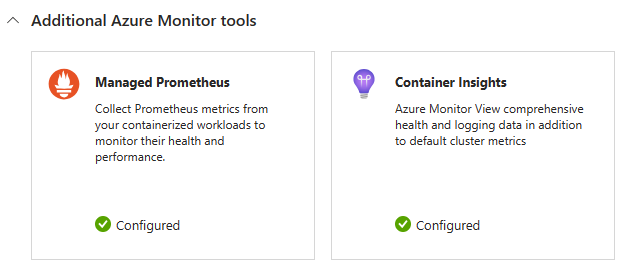 Additional Azure Monitor tools
Managed Prometheus
Collect Prometheus metrics from
your containerized workloads to
monitor their health and
performance.
Configured
Container Insights
Azure Monitor View comprehensive
health and logging data in addition
to default cluster metrics
Configured